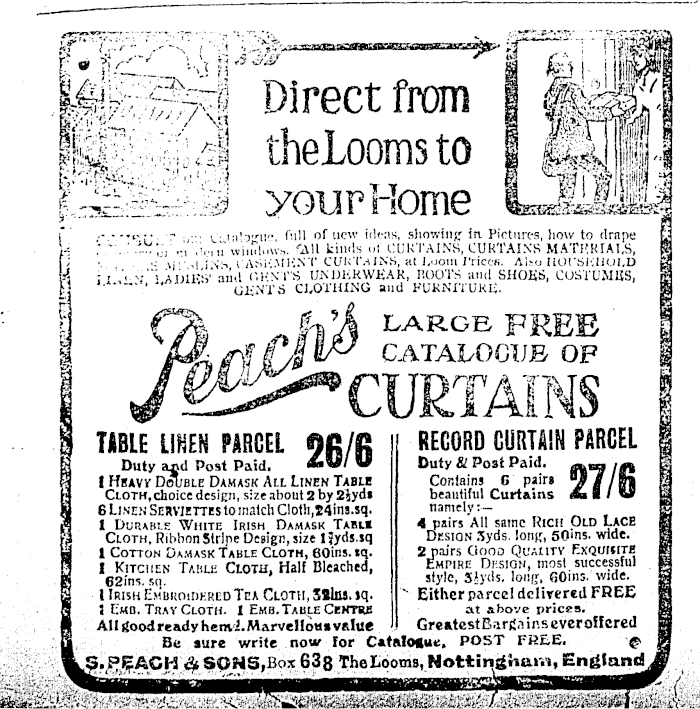 Direct from
the Looms to
your Home
CONSULT our Catalogue, full of new ideas, showing in Pictures, how to drape
windows. All kinds of CURTAINS, CURTAINS MATERIALS,
MUSLINS, CASEMENT CURTAINS, at Loom Prices. Also HOUSEHOLD
LINEN, LADIES' and GENT'S UNDERWEAR, BOOTS and SHOES, COSTUMES,
GENT'S CLOTHING and FURNITURE.
Peach's
LARGE FREE
CATALOGUE OF
CURTAINS
TABLE LINEN PARCEL
Duty and Post Paid. 26/6
1 HEAVY DOUBLE DAMASK ALL LINEN TABLE
CLOTH, choice design, size about 2 by 2½yds
6 LINEN SERVIETTES to match Cloth, 24ins.sq.
1 DURABLE WHITE IRISH DAMASK TABLE
CLOTH, Ribbon Stripe Design, size yds.sq
1 COTTON DAMASK TABLE CLOTH, 60ins. sq.
1 KITCHEN TABLE CLOTH, Half Bleached,
62ins. sq.
1 IRISH EMBROIDERED TEA CLOTH, 32ins. sq.
1 EMB. TRAY CLOTH. 1 EMB. TABLE CENTRE
All good ready hem'd. Marvellous value
RECORD CURTAIN PARCEL
Duty & Post Paid.
Contains 6 pairs
beautiful Curtains 27/6
namely:—
4 pairs All same RICH OLD LACE
DESIGN 3yds. long, 50ins. wide.
2 pairs GOOD QUALITY EXQUISITE
EMPIRE DESIGN, most successful
style, 3½yds. long, 60ins. wide.
Either parcel delivered FREE
at above prices.
Greatest Bargains ever offered
Be sure write now for Catalogue, POST FREE.
S. PEACH & SONS, Box 638 The Looms, Nottingham, England